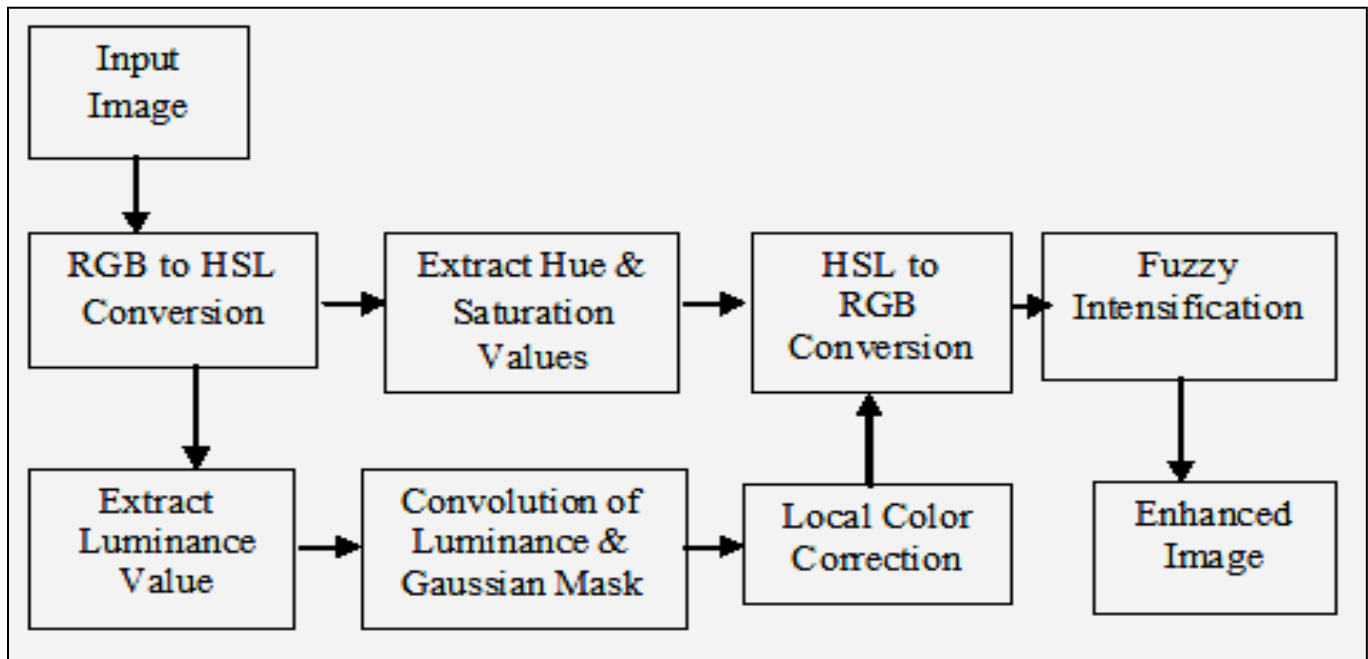 Input
Image
RGB to HSL
Conversion
Extract Hue &
Saturation
Values
HSL to
RGB
Conversion
Fuzzy
Intensification
Extract
Luminance
Value
Convolution of
Luminance &
Gaussian Mask
Local Color
Correction
Enhanced
Image